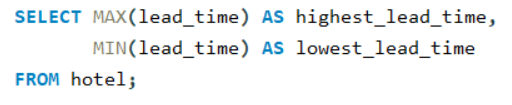 SELECT MAX(lead_time) AS highest_lead_time,
MIN(lead_time) AS lowest_lead_time
FROM hotel;